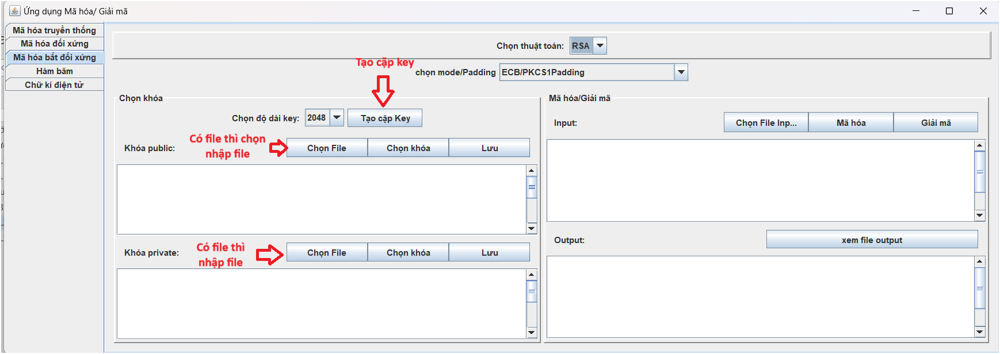 Ứng dụng Mã hóa/ Giải mã
Mã hóa truyền thống
Mã hóa đối xứng
Mã hóa bất đối xứng
Hàm băm
Chữ kí điện tử
Chọn thuật toán: RSA
Tạo cặp key
chọn mode/Padding ECB/PKCS1Padding
Chọn khóa
Chọn độ dài key: 2048 Tạo cặp Key
Khóa public: Có file thì chọn
nhập file
Chọn File Chọn khóa Lưu
Khóa private: Có file thì
nhập file
Chọn File Chọn khóa Lưu
Mã hóa/Giải mã
Input: Chọn File Inp... Mã hóa Giải mã
Output: xem file output